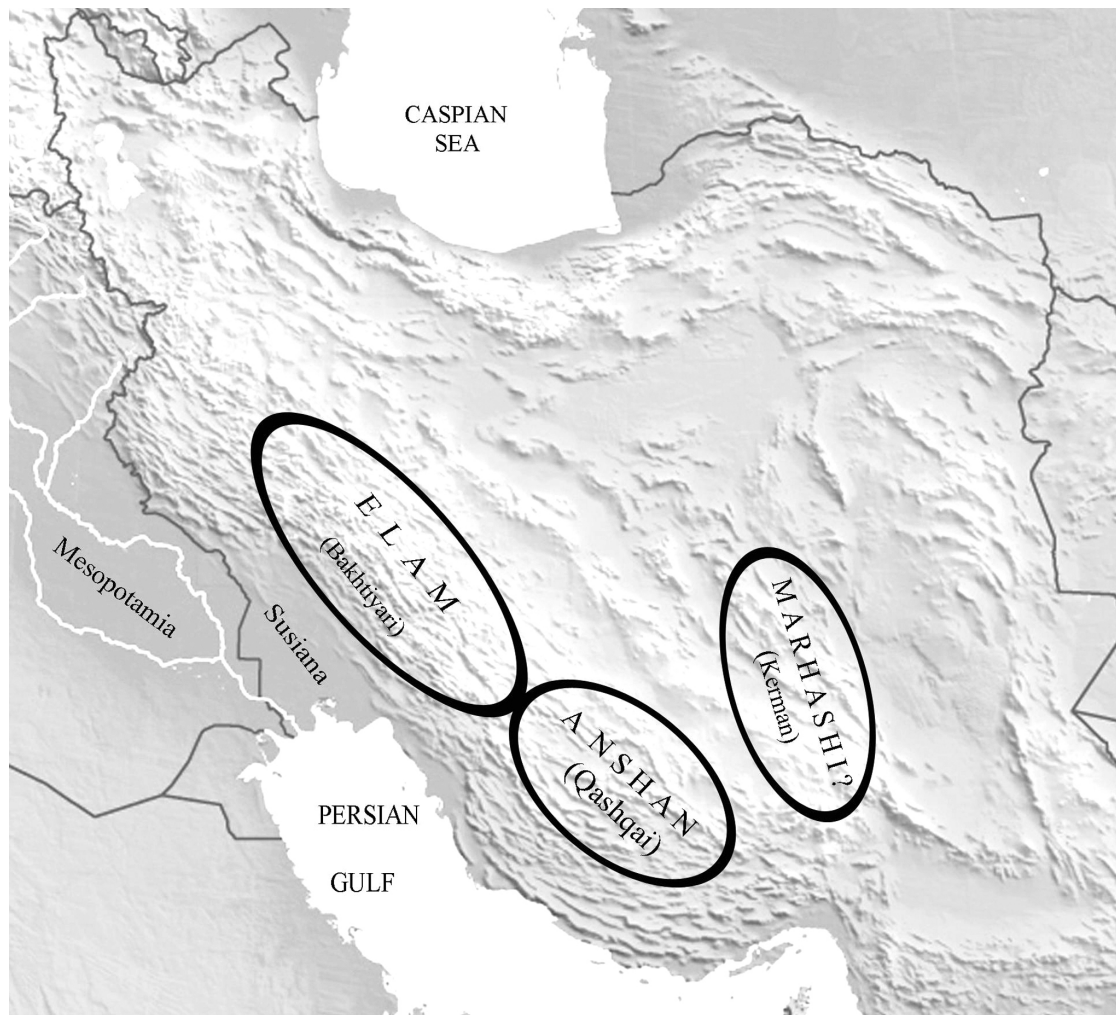 CASPIAN
SEA
ELAM
(Bakhtiyari)
Mesopotamia
Susiana
MARHASHI?
(Kerman)
ANSHAN
(Qashqai)
PERSIAN
GULF